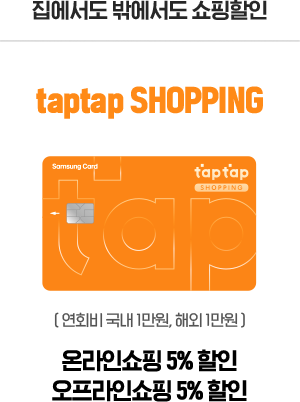 집에서도 밖에서도 쇼핑할인
taptap SHOPPING
Samsung Card
taptap
SHOPPING
tap
( 연회비 국내 1만원, 해외 1만원 )
온라인쇼핑 5% 할인
오프라인쇼핑 5% 할인